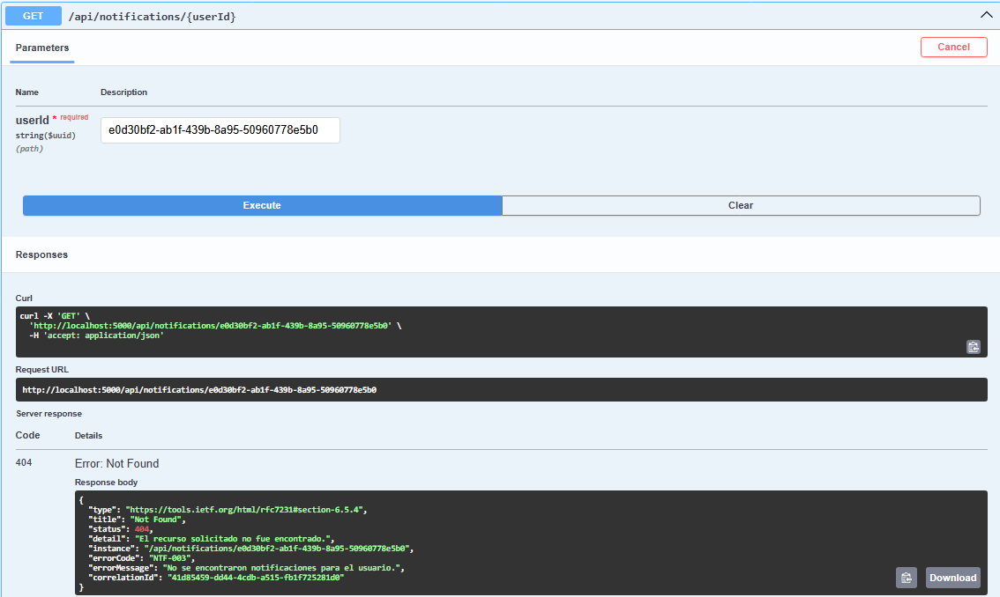 GET /api/notifications/{userId}
Parameters
Cancel
Name Description
userId * required
string($uuid)
(path)
e0d30bf2-ab1f-439b-8a95-50960778e5b0
Execute Clear
Responses
Curl
curl -X 'GET' \
'http://localhost:5000/api/notifications/e0d30bf2-ab1f-439b-8a95-50960778e5b0' \
-H 'accept: application/json'
Request URL
http://localhost:5000/api/notifications/e0d30bf2-ab1f-439b-8a95-50960778e5b0
Server response
Code Details
404 Error: Not Found
Response body
{
"type": "https://tools.ietf.org/html/rfc7231#section-6.5.4",
"title": "Not Found",
"status": 404,
"detail": "El recurso solicitado no fue encontrado.",
"instance": "/api/notifications/e0d30bf2-ab1f-439b-8a95-50960778e5b0",
"errorCode": "NTF-003",
"errorMessage": "No se encontraron notificaciones para el usuario.",
"correlationId": "41d85459-dd44-4cdb-a515-fb1f725281d0"
}
Download